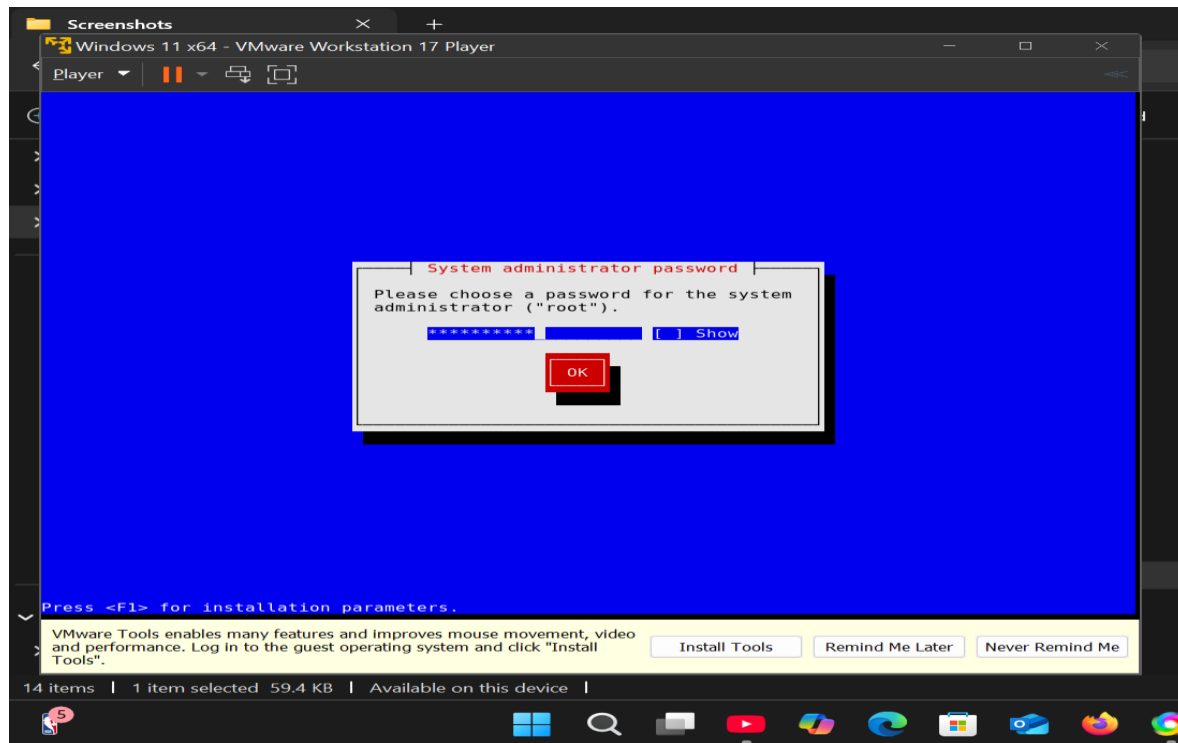 Screenshots
Windows 11 x64 - VMware Workstation 17 Player
Player
System administrator password
Please choose a password for the system
administrator ("root").
********** [ ] Show
OK
Press <F1> for installation parameters.
VMware Tools enables many features and improves mouse movement, video
and performance. Log in to the guest operating system and click "Install
Tools".
Install Tools
Remind Me Later
Never Remind Me
14 items
1 item selected 59.4 KB
Available on this device
5